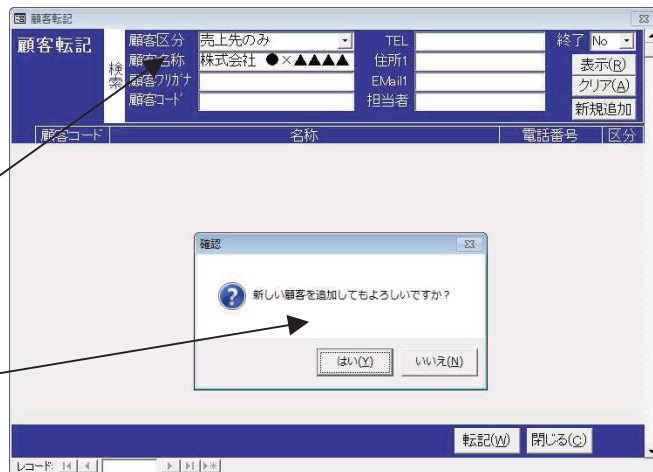 顧客転記
顧客転記
検索
顧客区分 売上先のみ TEL 終了 No
顧客名称 株式会社 ●×▲▲▲▲ 住所1 表示(R)
顧客フリガナ EMail1 クリア(A)
顧客コード 担当者 新規追加
顧客コード 名称 電話番号 区分
確認
新しい顧客を追加してもよろしいですか?
はい(Y) いいえ(N)
転記(W) 閉じる(C)
レコード: